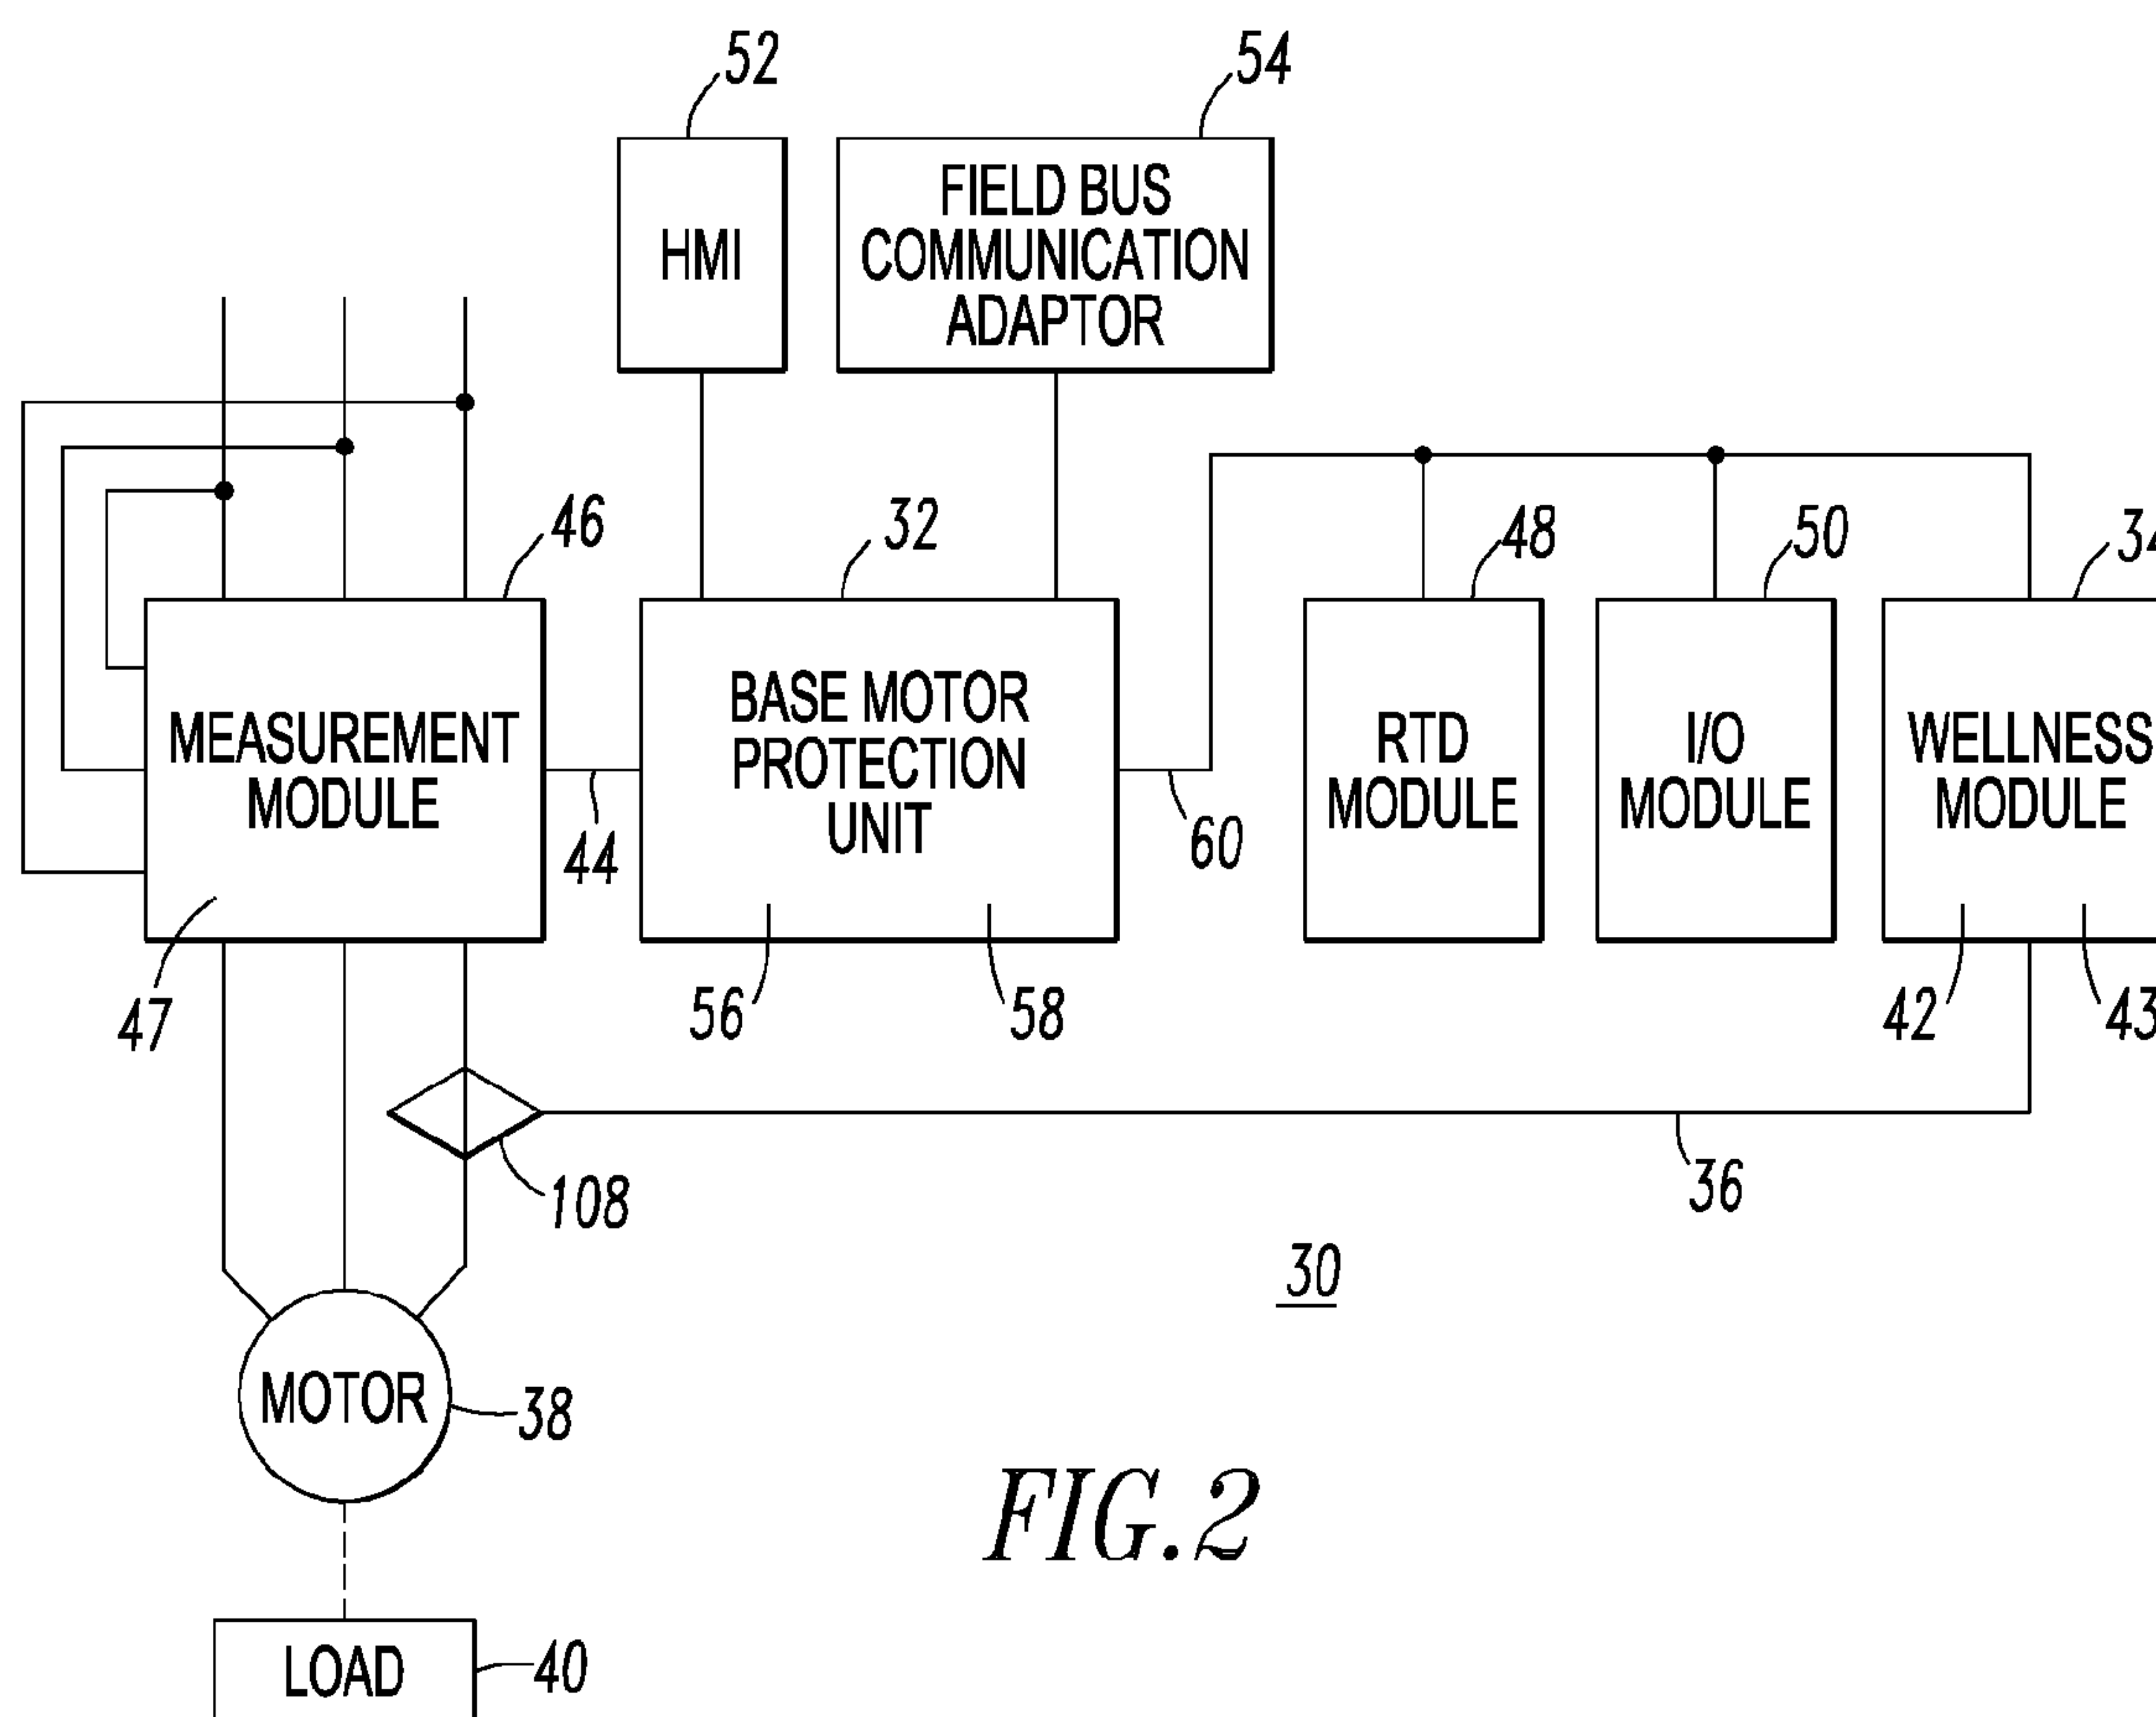 52
54
HMI
FIELD BUS
COMMUNICATION
ADAPTOR
46
32
48
50
MEASUREMENT
MODULE
BASE MOTOR
PROTECTION
UNIT
RTD
MODULE
I/O
MODULE
WELLNESS
MODULE
44
60
47
56
58
42
43
108
36
30
MOTOR
38
FIG.2
LOAD
40